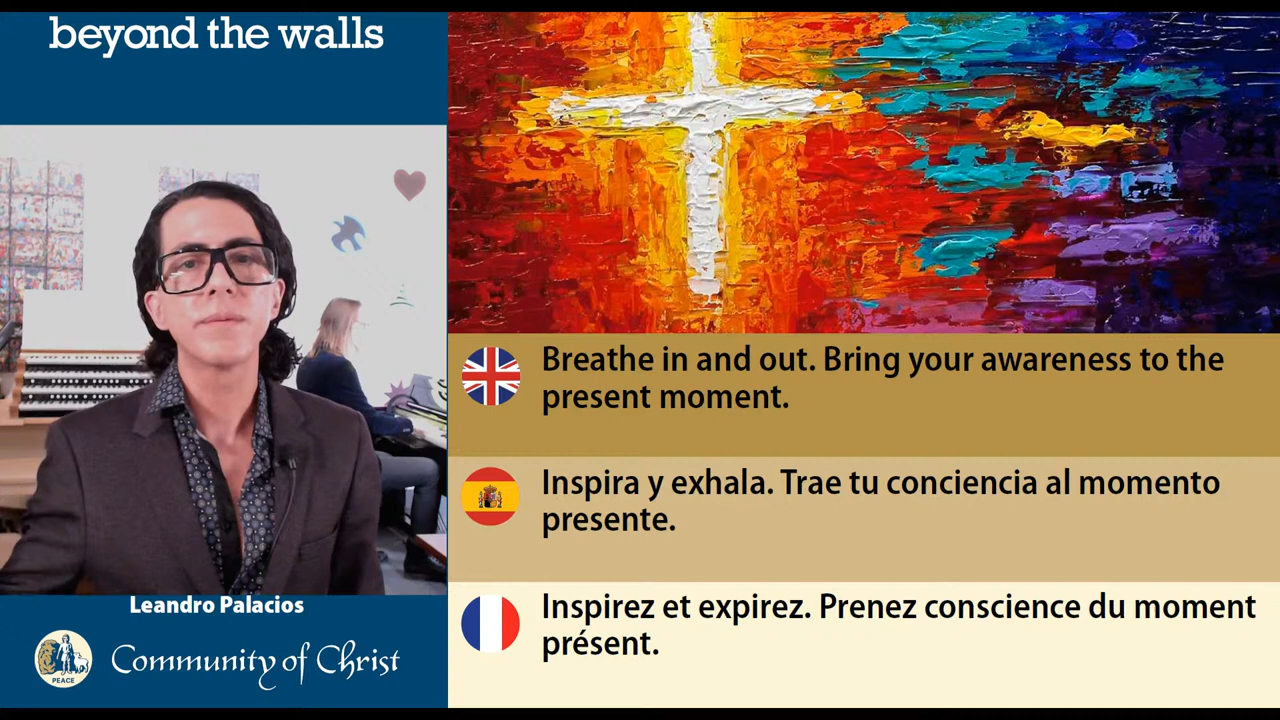 beyond the walls
Leandro Palacios
PEACE
Community of Christ
Breathe in and out. Bring your awareness to the
present moment.
Inspira y exhala. Trae tu conciencia al momento
presente.
Inspirez et expirez. Prenez conscience du moment
présent.